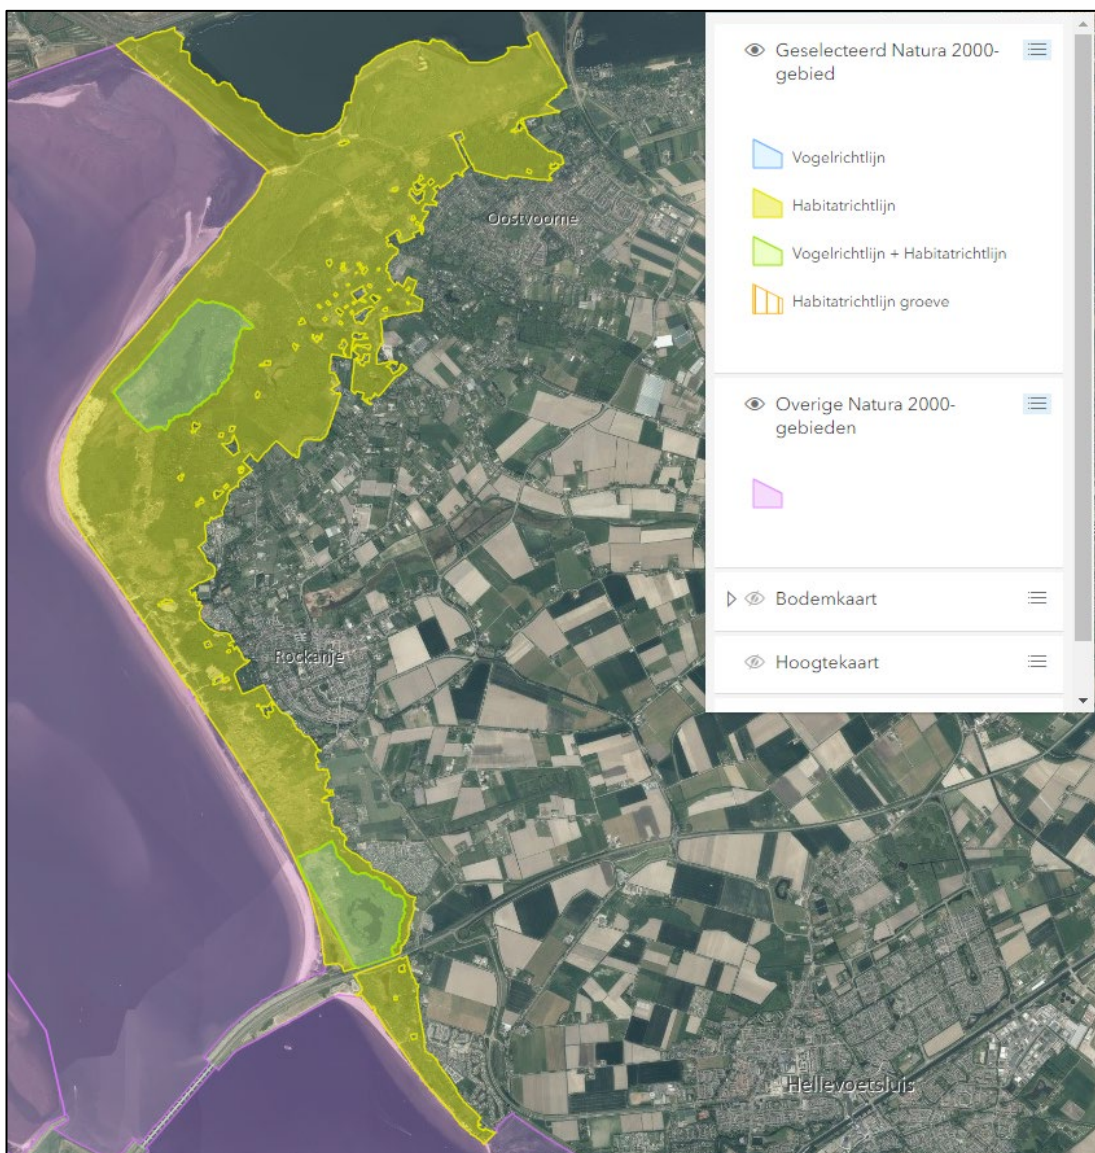 Geselecteerd Natura 2000-
gebied
Vogelrichtlijn
Habitatrichtlijn
Vogelrichtlijn + Habitatrichtlijn
Habitatrichtlijn groeve
Overige Natura 2000-
gebieden
Bodemkaart
Hoogtekaart
Oostvoorne
Rockanje
Hellevoetsluis